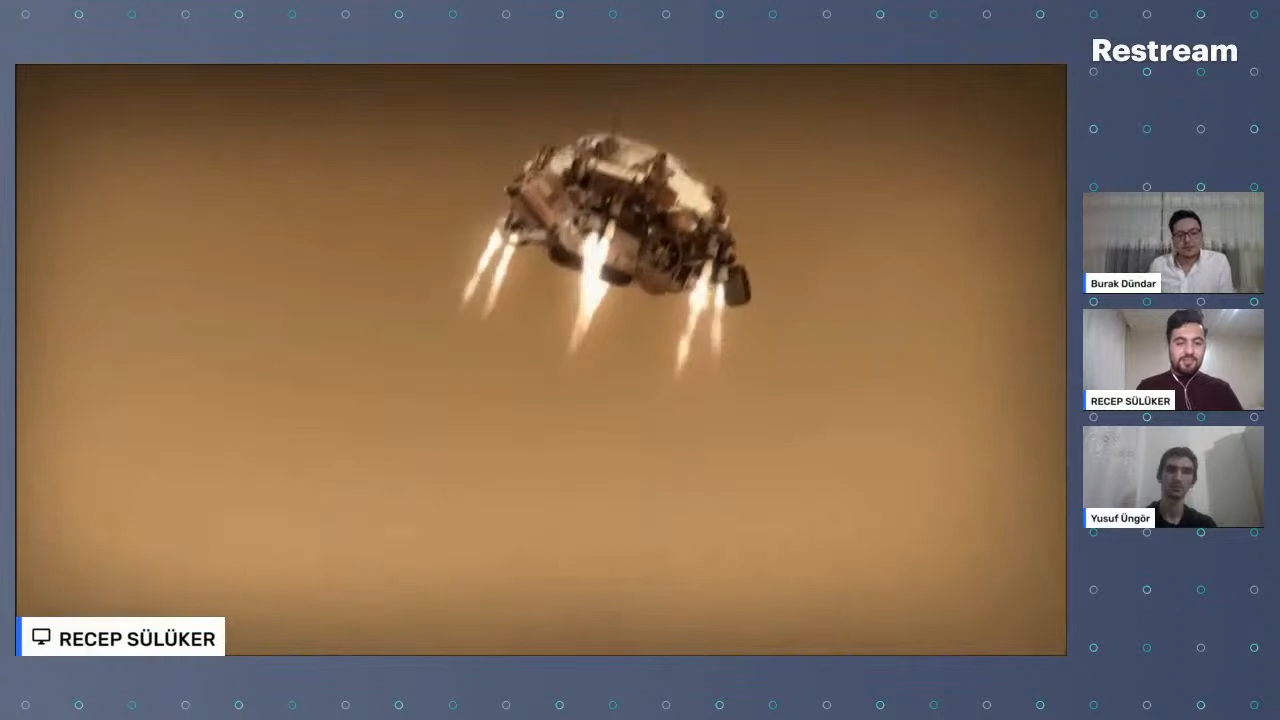 Restream
Burak Dündar
RECEP SÜLÜKER
Yusuf Üngör
RECEP SÜLÜKER